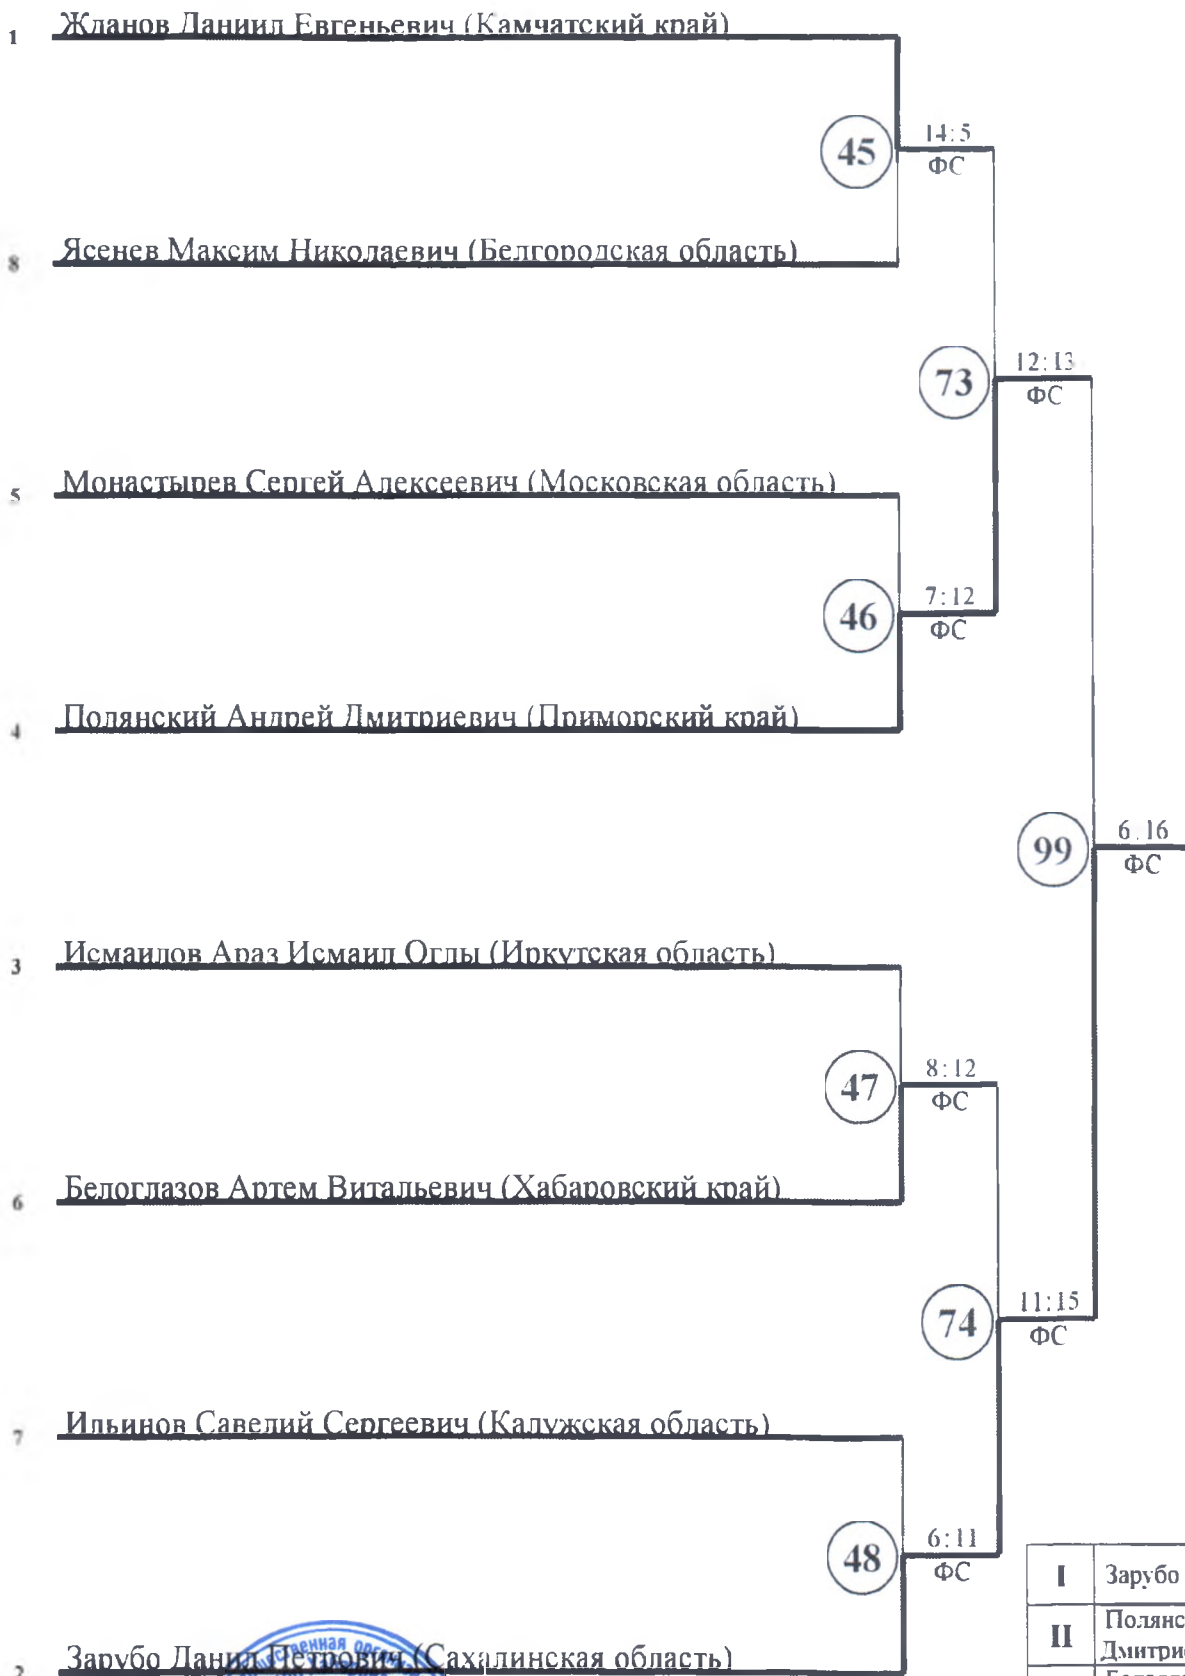 1 Жданов Даниил Евгеньевич (Камчатский край)
45 14:5
ФС
8 Ясенев Максим Николаевич (Белгородская область)
73 12:13
ФС
5 Монастырев Сергей Алексеевич (Московская область)
46 7:12
ФС
4 Полянский Андрей Дмитриевич (Приморский край)
99 6:16
ФС
3 Исмаилов Араз Исмаил Оглы (Иркутская область)
47 8:12
ФС
6 Белоглазов Артем Витальевич (Хабаровский край)
74 11:15
ФС
7 Ильинов Савелий Сергеевич (Калужская область)
48 6:11
ФС
I Зарубо
II Полянс
Дмитрие
2 Зарубо Данил Петрович (Сахалинская область)